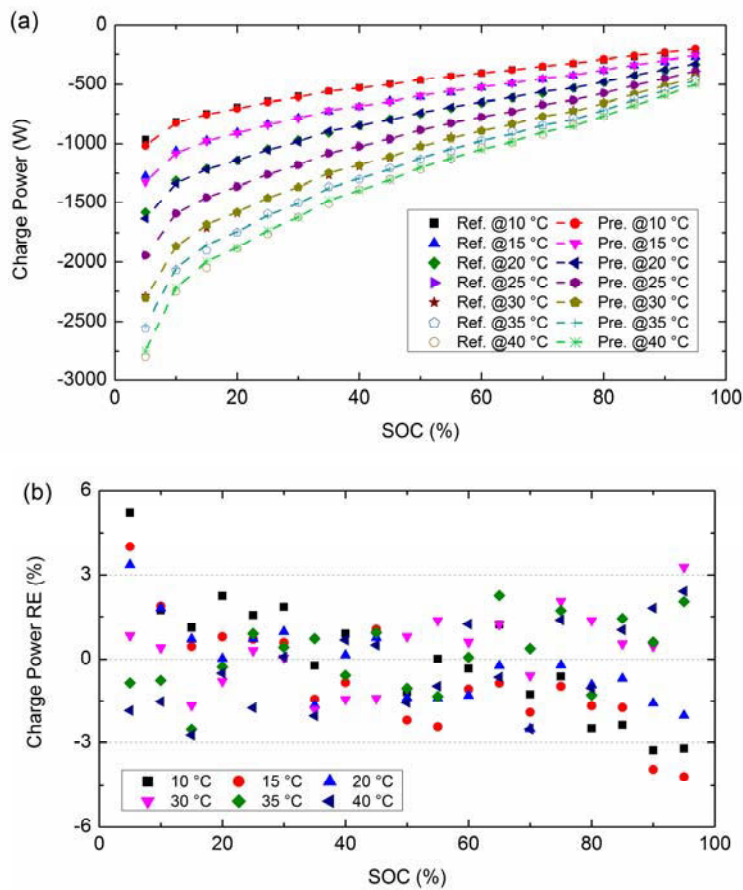 (a)
0
-500
-1000
-1500
-2000
-2500
-3000
Charge Power (W)
Ref. @10 °C Pre. @10 °C
Ref. @15 °C Pre. @15 °C
Ref. @20 °C Pre. @20 °C
Ref. @25 °C Pre. @25 °C
Ref. @30 °C Pre. @30 °C
Ref. @35 °C Pre. @35 °C
Ref. @40 °C Pre. @40 °C
0 20 40 60 80 100
SOC (%)
(b)
6
3
0
-3
-6
Charge Power RE (%)
10 °C 15 °C 20 °C
30 °C 35 °C 40 °C
0 20 40 60 80 100
SOC (%)